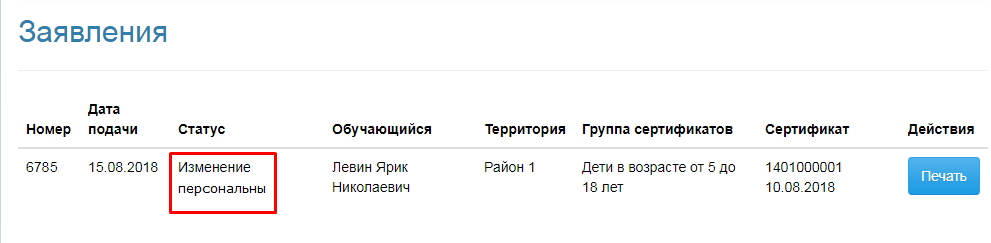 Заявления
Номер Дата подачи Статус Обучающийся Территория Группа сертификатов Сертификат Действия
6785 15.08.2018 Изменение Левин Ярик Район 1 Дети в возрасте от 5 до 1401000001 Печать
персональны Николаевич 18 лет 10.08.2018